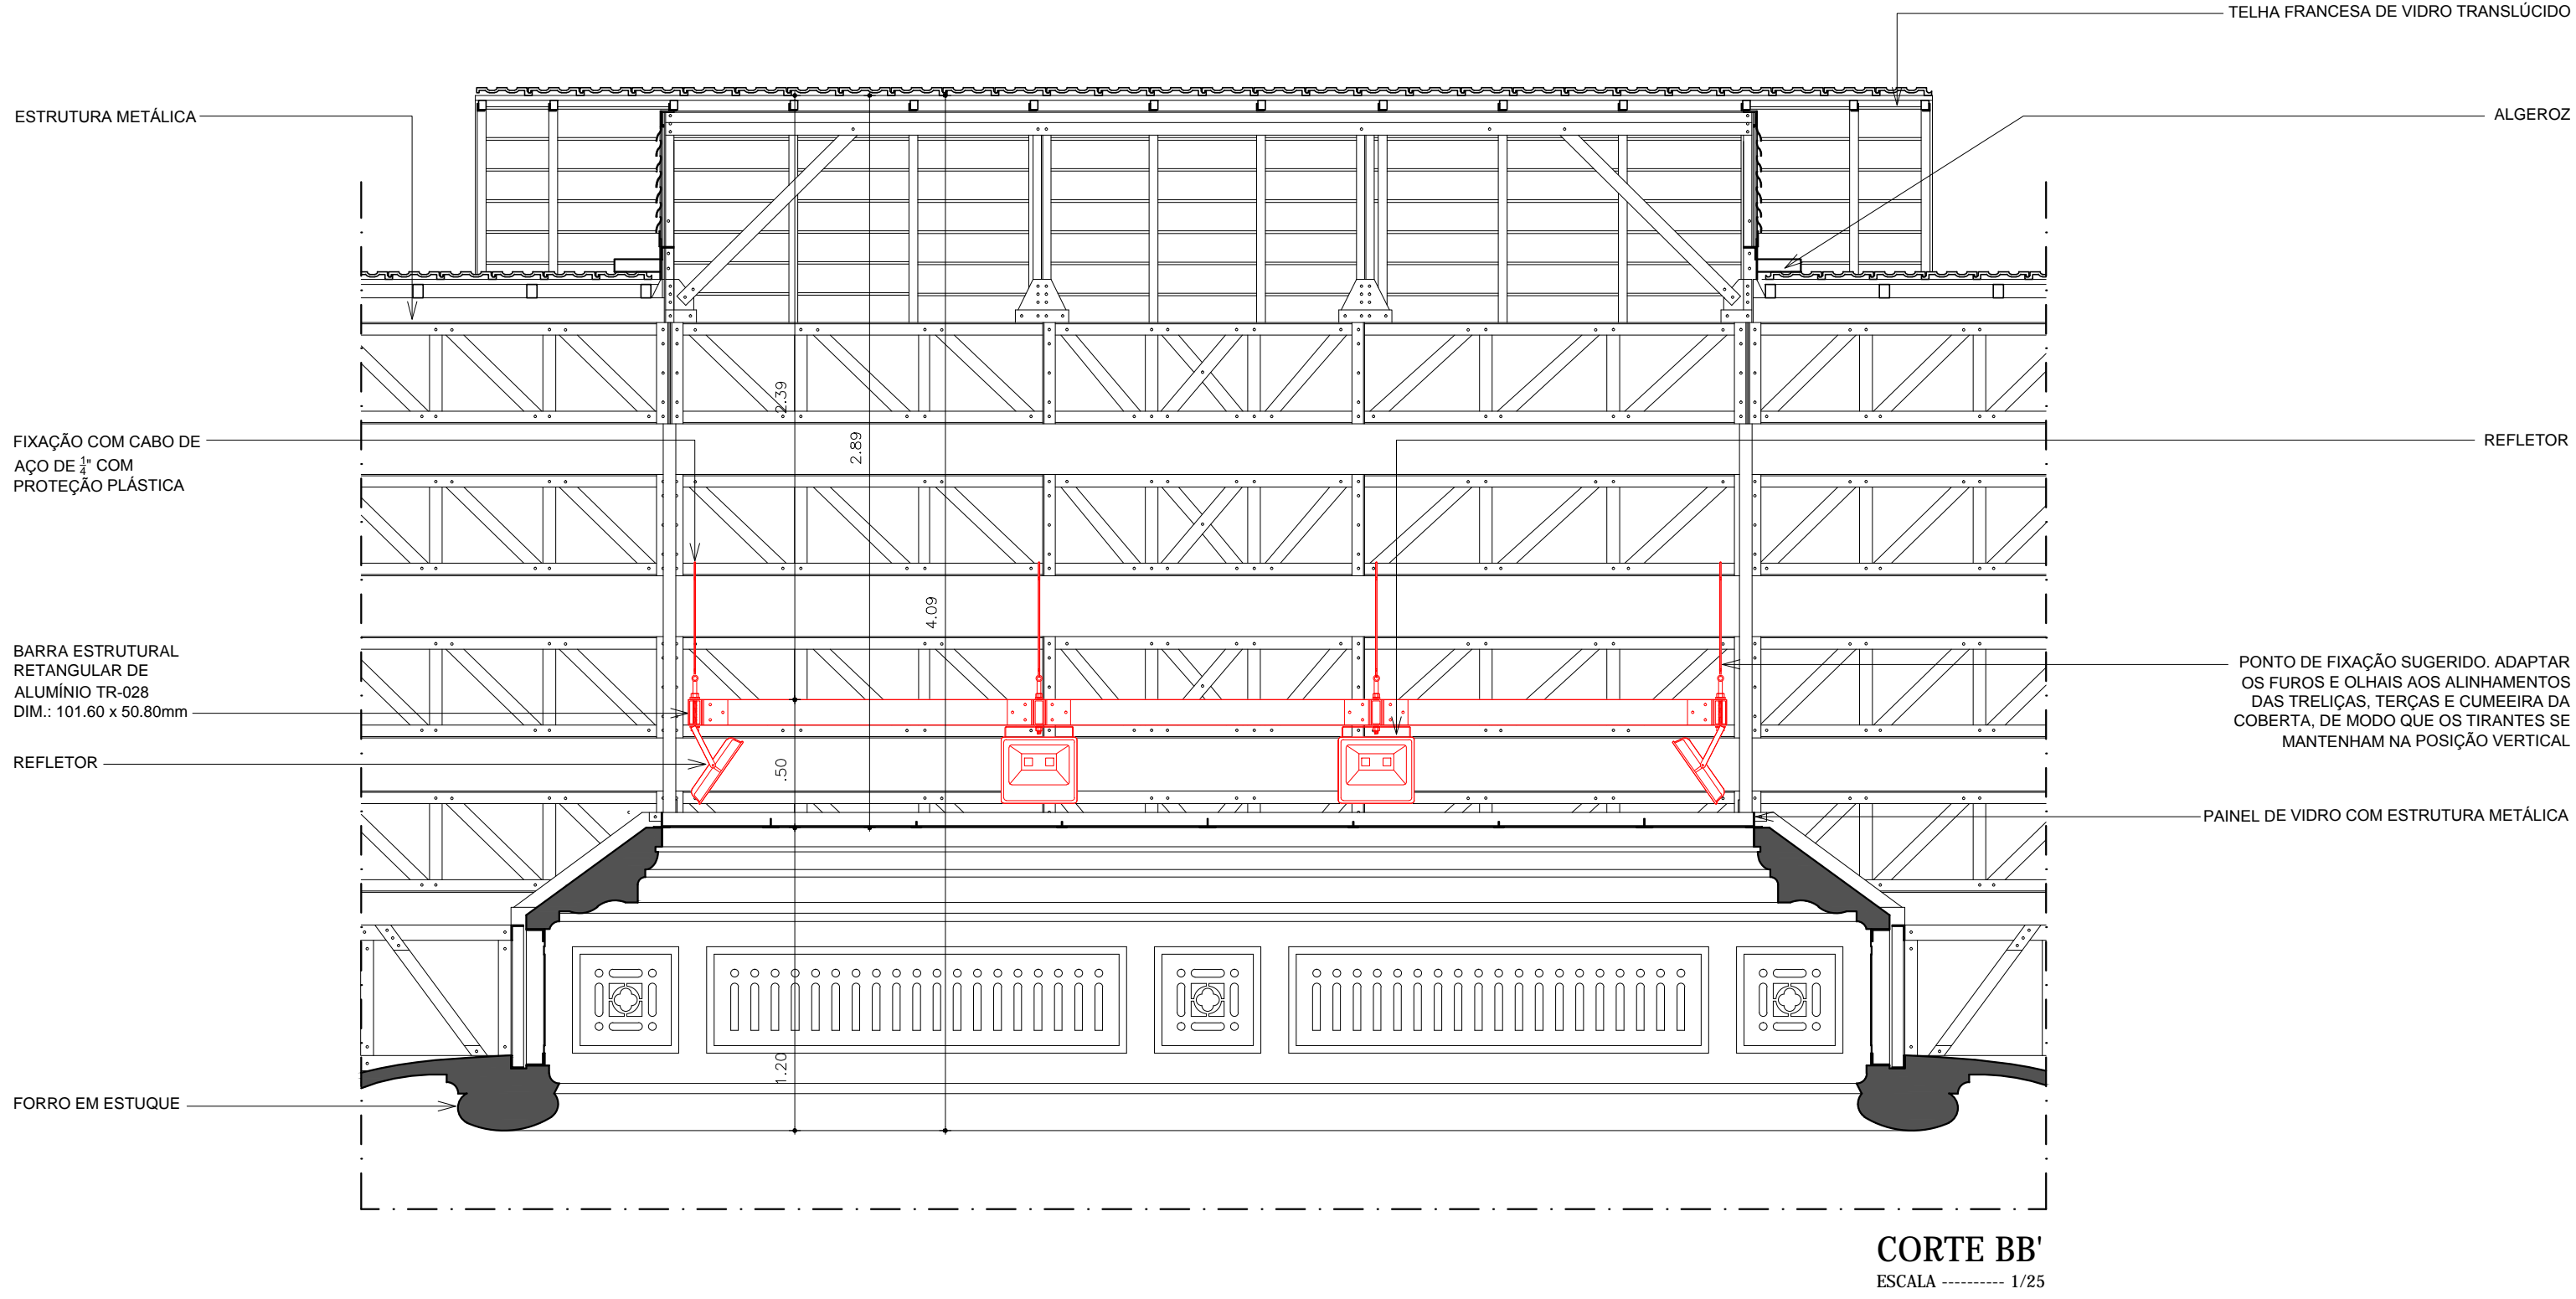 TELHA FRANCESA DE VIDRO TRANSLÚCIDO
ESTRUTURA METÁLICA
ALGEROZ
2.39
2.89
4.09
FIXAÇÃO COM CABO DE
AÇO DE 1/4" COM
PROTEÇÃO PLÁSTICA
REFLETOR
BARRA ESTRUTURAL
RETANGULAR DE
ALUMÍNIO TR-028
DIM.: 101.60 x 50.80mm
PONTO DE FIXAÇÃO SUGERIDO. ADAPTAR
OS FUROS E OLHAIS AOS ALINHAMENTOS
DAS TRELIÇAS, TERÇAS E CUMEEIRA DA
COBERTA, DE MODO QUE OS TIRANTES SE
MANTENHAM NA POSIÇÃO VERTICAL
REFLETOR
.50
PAINEL DE VIDRO COM ESTRUTURA METÁLICA
1.20
FORRO EM ESTUQUE
CORTE BB'
ESCALA ---------- 1/25